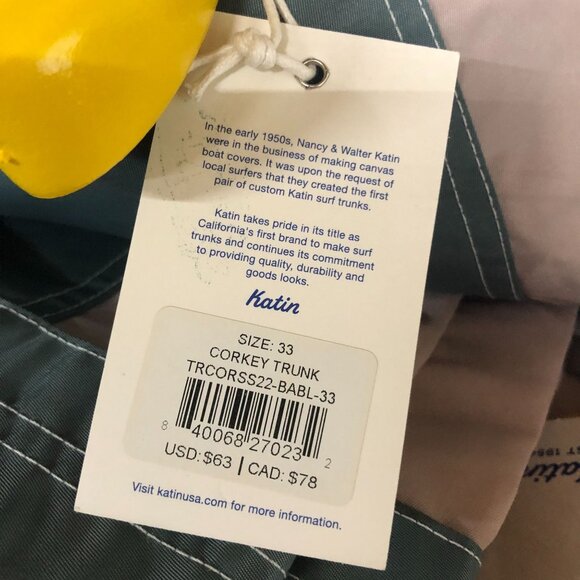 In the early 1950s, Nancy & Walter Katin
were in the business of making canvas
boat covers. It was upon the request of
local surfers that they created the first
pair of custom Katin surf trunks.
Katin takes pride in its title as
California's first brand to make surf
trunks and continues its commitment
to providing quality, durability and
goods looks.
Katin
SIZE: 33
CORKEY TRUNK
TRCORSS22-BABL-33
8 40068 27023 2
USD: $63 | CAD: $78
Visit katinusa.com for more information.
Katin